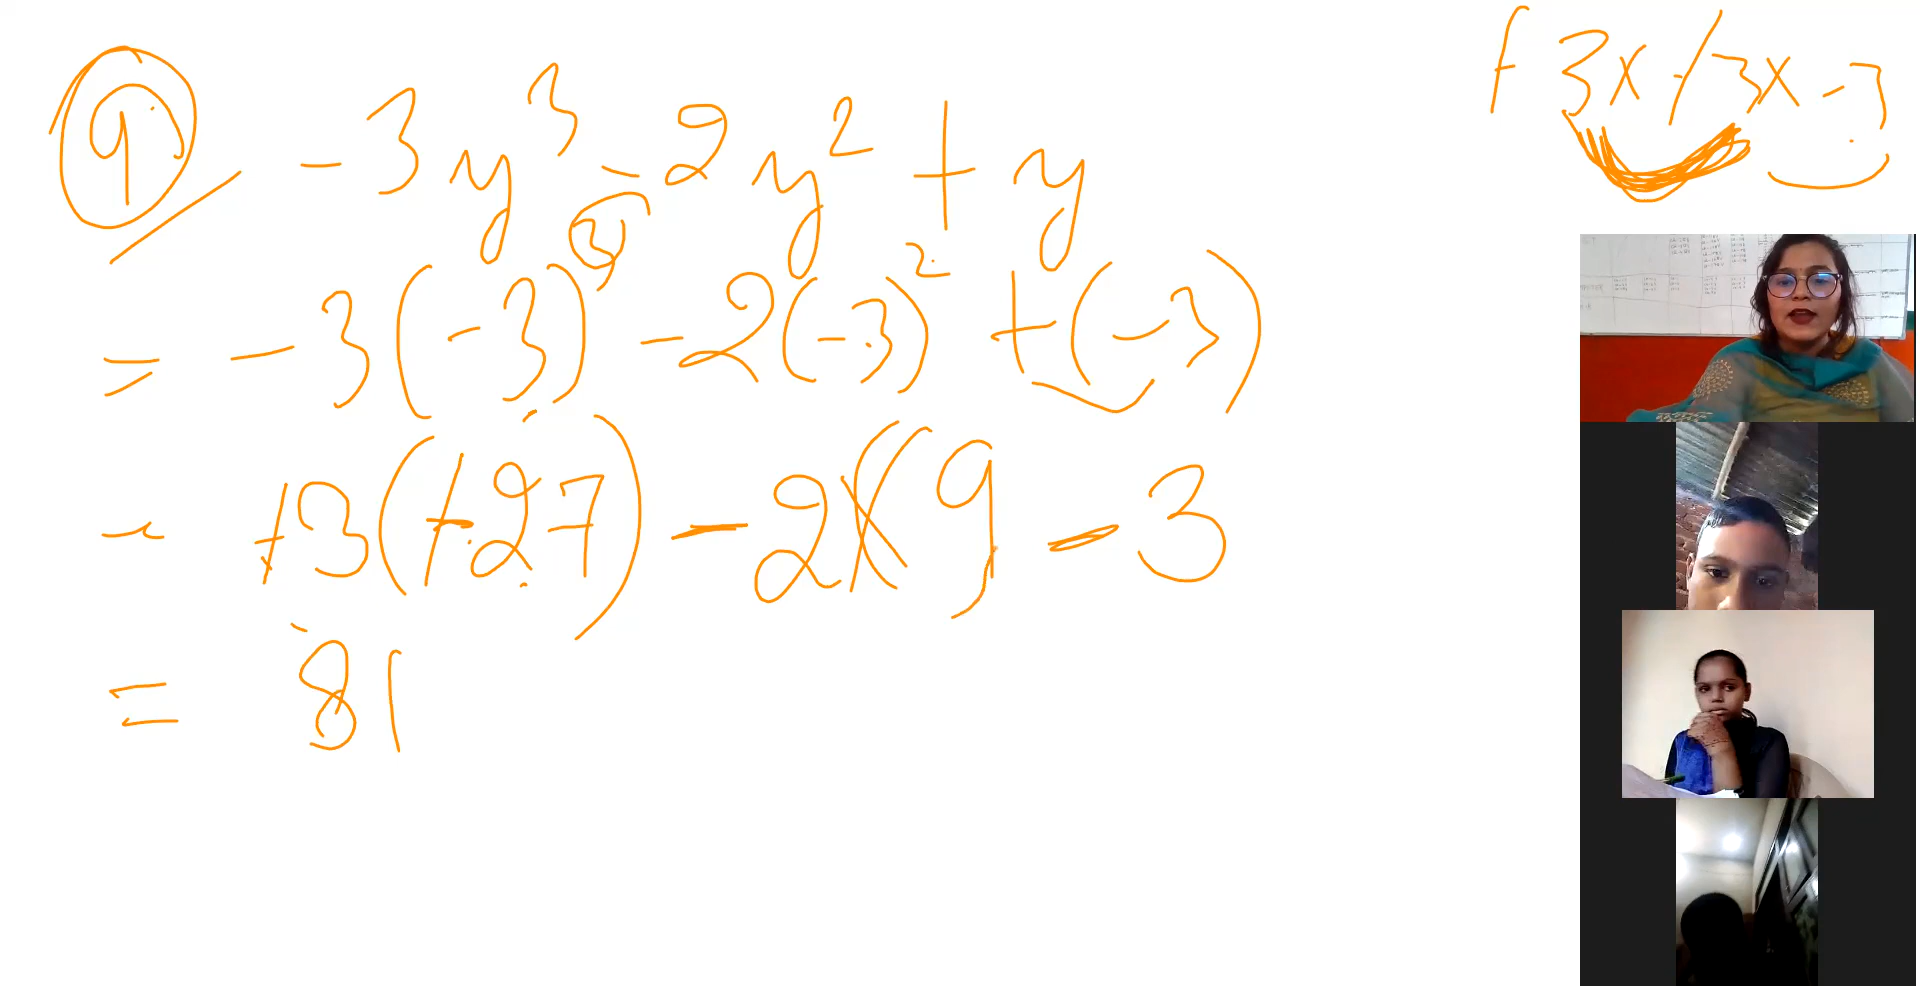 9 -3y³ - 2y² + y
= -3(-3)³ - 2(-3)² + (-3)
- +3(+27) - 2×(9 - 3
= 81
+3x+3x-3